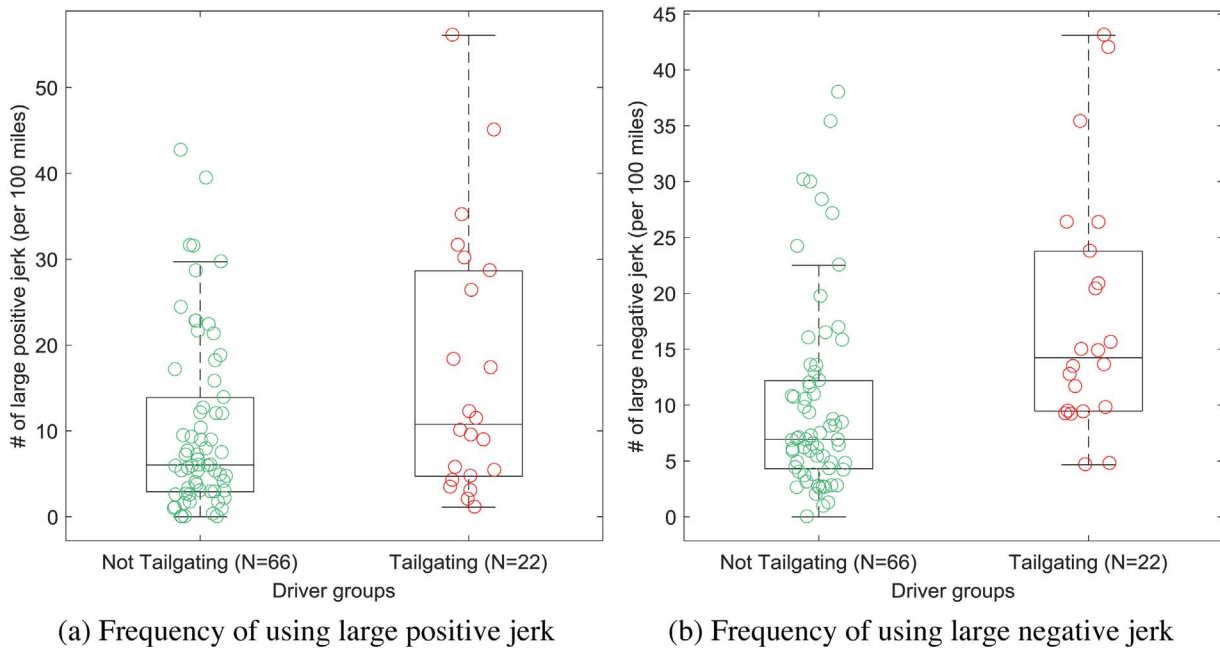 # of large positive jerk (per 100 miles)
50
40
30
20
10
0
Not Tailgating (N=66)
Tailgating (N=22)
Driver groups
(a) Frequency of using large positive jerk
# of large negative jerk (per 100 miles)
45
40
35
30
25
20
15
10
5
0
Not Tailgating (N=66)
Tailgating (N=22)
Driver groups
(b) Frequency of using large negative jerk